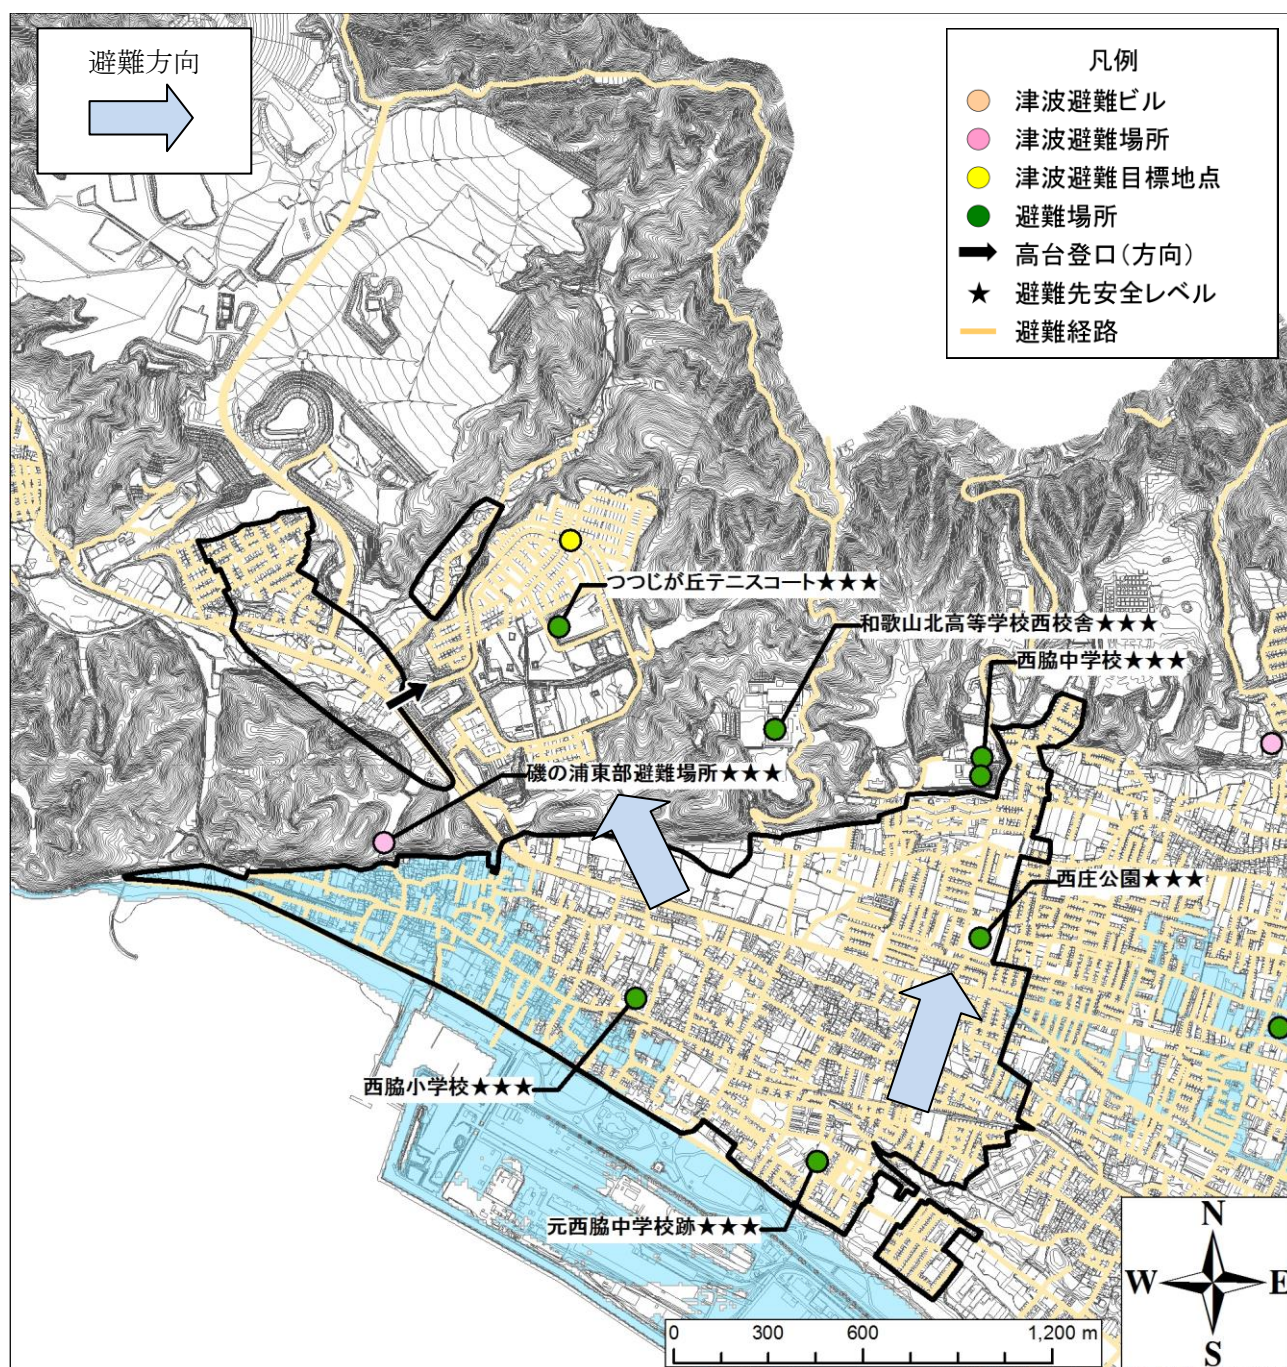 避難方向
凡例
津波避難ビル
津波避難場所
津波避難目標地点
避難場所
高台登口(方向)
★ 避難先安全レベル
避難経路
つつじが丘テニスコート★★★
和歌山北高等学校西校舎★★★
西脇中学校★★★
磯の浦東部避難場所★★★
西庄公園★★★
西脇小学校★★★
元西脇中学校跡★★★
N
W E
S
0 300 600 1,200 m